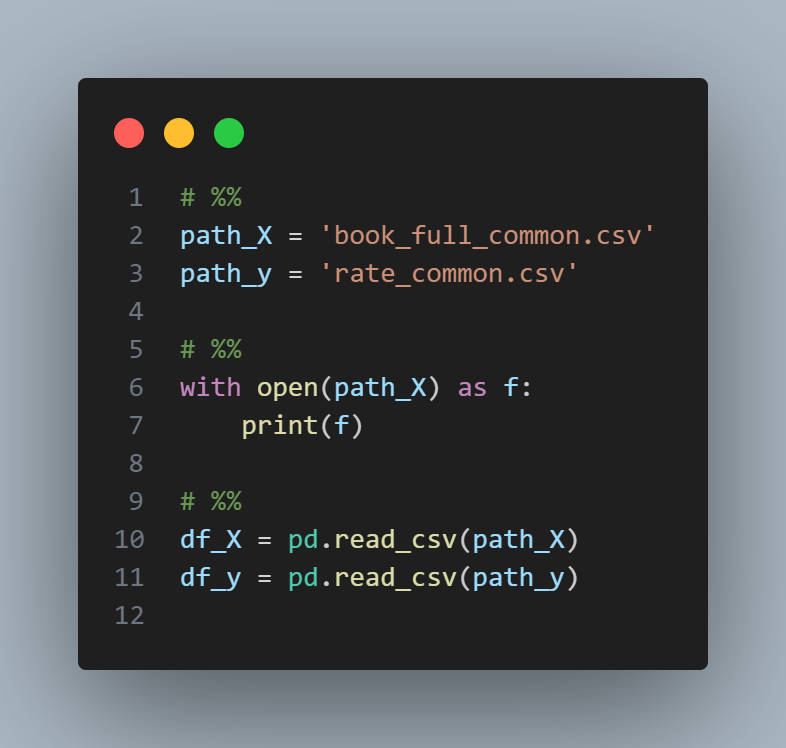 1 # %%
2 path_X = 'book_full_common.csv'
3 path_y = 'rate_common.csv'
4
5 # %%
6 with open(path_X) as f:
7     print(f)
8
9 # %%
10 df_X = pd.read_csv(path_X)
11 df_y = pd.read_csv(path_y)
12